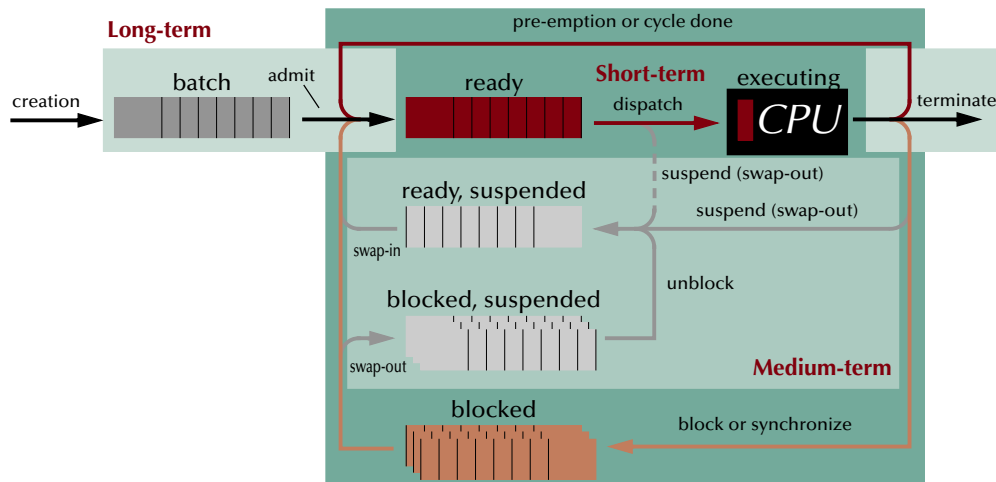 pre-emption or cycle done
Long-term
batch
admit
ready
Short-term
executing
creation
dispatch
CPU
terminate
suspend (swap-out)
ready, suspended
suspend (swap-out)
swap-in
unblock
blocked, suspended
swap-out
Medium-term
blocked
block or synchronize